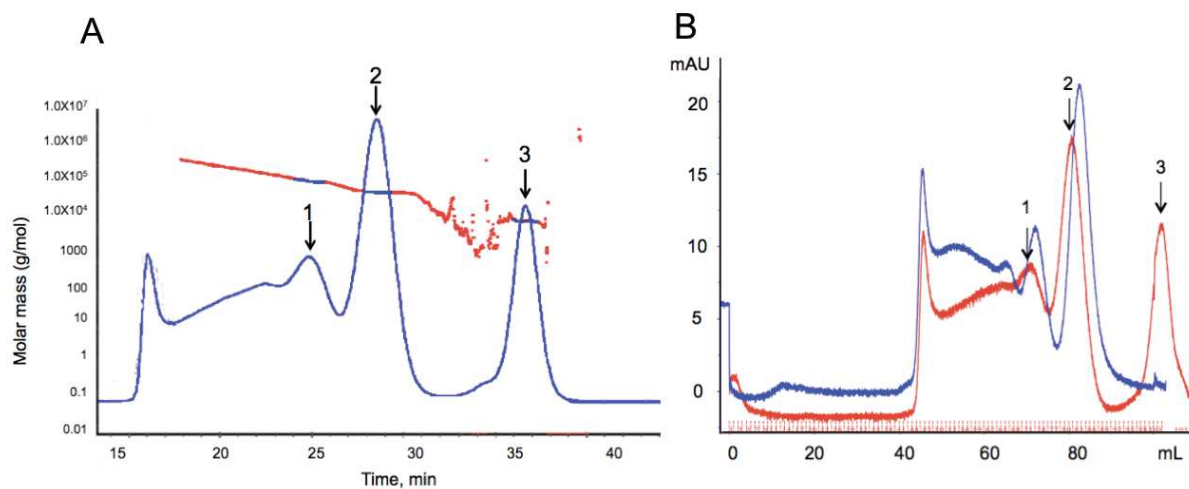 A
Molar mass (g/mol)
1.0X10⁷
1.0X10⁶
1.0X10⁵
1.0X10⁴
1000
100
10
1
0.1
0.01
1
2
3
15 20 25 30 35 40
Time, min
B
mAU
20
15
10
5
0
1
2
3
0 20 40 60 80 mL